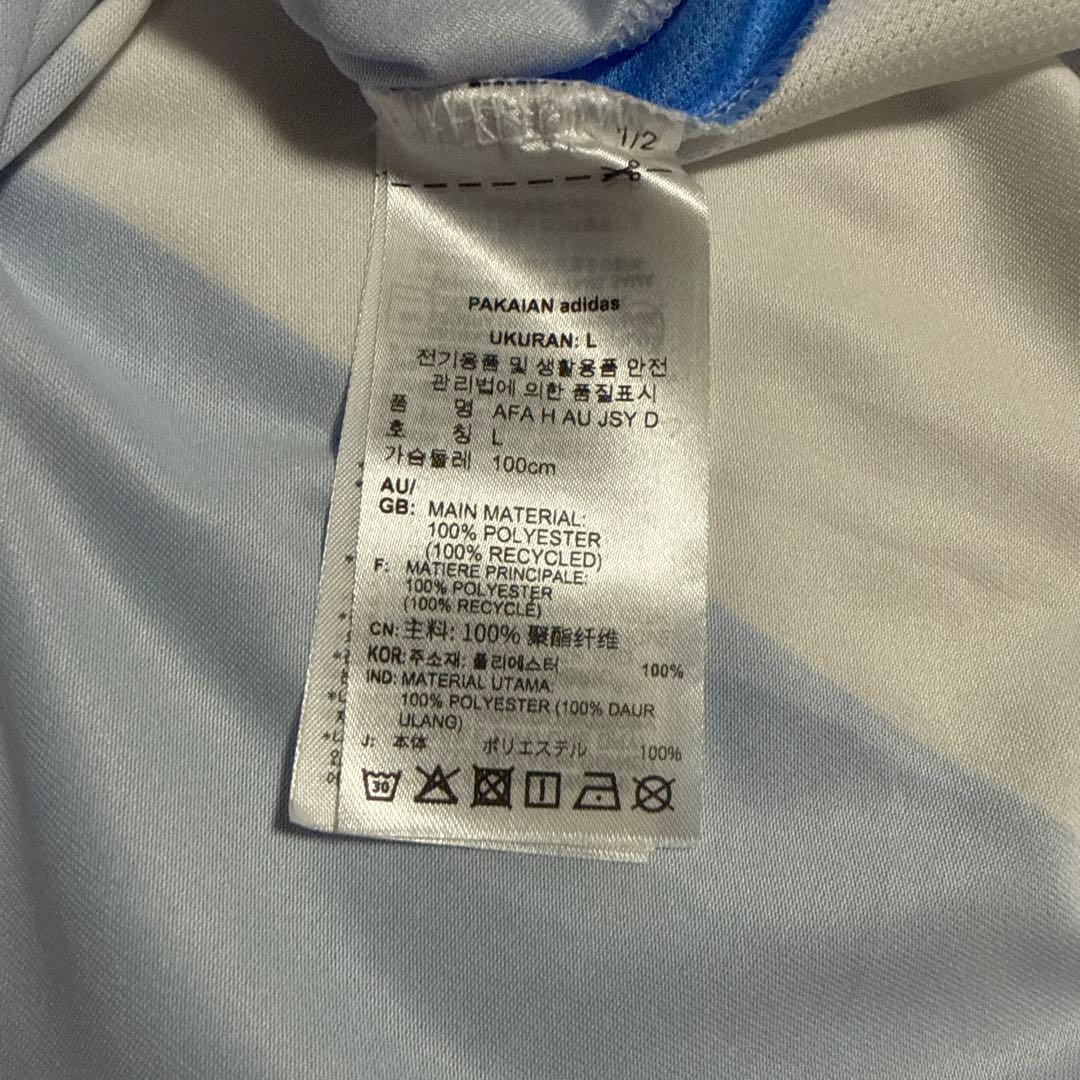 1/2
PAKAIAN adidas
UKURAN: L
전기용품 및 생활용품 안전
관리법에 의한 품질표시
품 명 AFA H AU JSY D
호 칭 L
가슴둘레 100cm
AU/
GB: MAIN MATERIAL:
100% POLYESTER
(100% RECYCLED)
F: MATIERE PRINCIPALE:
100% POLYESTER
(100% RECYCLÉ)
CN: 主料: 100% 聚酯纤维
KOR: 주소재: 폴리에스터 100%
IND: MATERIAL UTAMA:
100% POLYESTER (100% DAUR
ULANG)
J: 本体 ポリエステル 100%
30